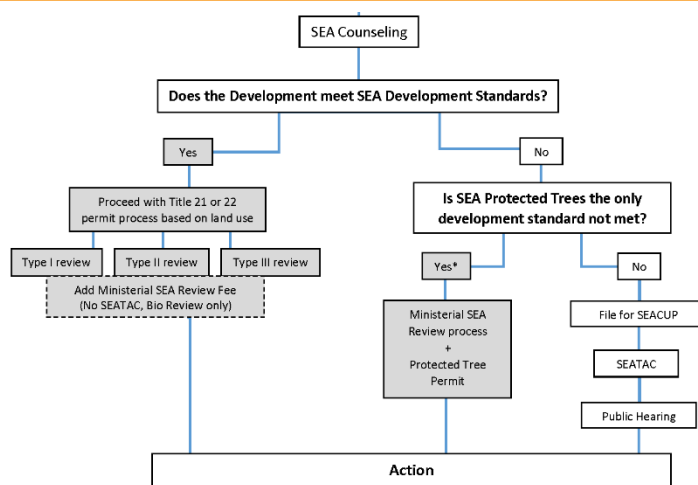 SEA Counseling
Does the Development meet SEA Development Standards?
Yes
No
Proceed with Title 21 or 22
permit process based on land use
Is SEA Protected Trees the only
development standard not met?
Type I review
Type II review
Type III review
Yes*
No
Add Ministerial SEA Review Fee
(No SEATAC, Bio Review only)
Ministerial SEA
Review process
+
Protected Tree
Permit
File for SEACUP
SEATAC
Public Hearing
Action